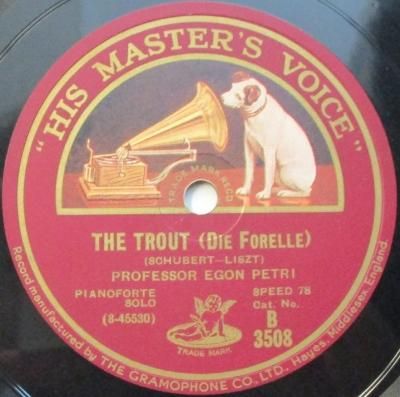 "HIS MASTER'S VOICE"
TRADE MARK REGD
THE TROUT (DIE FORELLE)
(SCHUBERT–LISZT)
PROFESSOR EGON PETRI
PIANOFORTE SOLO
(8-45530)
SPEED 78
Cat. No.
B
3508
TRADE MARK.
Record manufactured by THE GRAMOPHONE CO., LTD. Hayes, Middlesex, England.